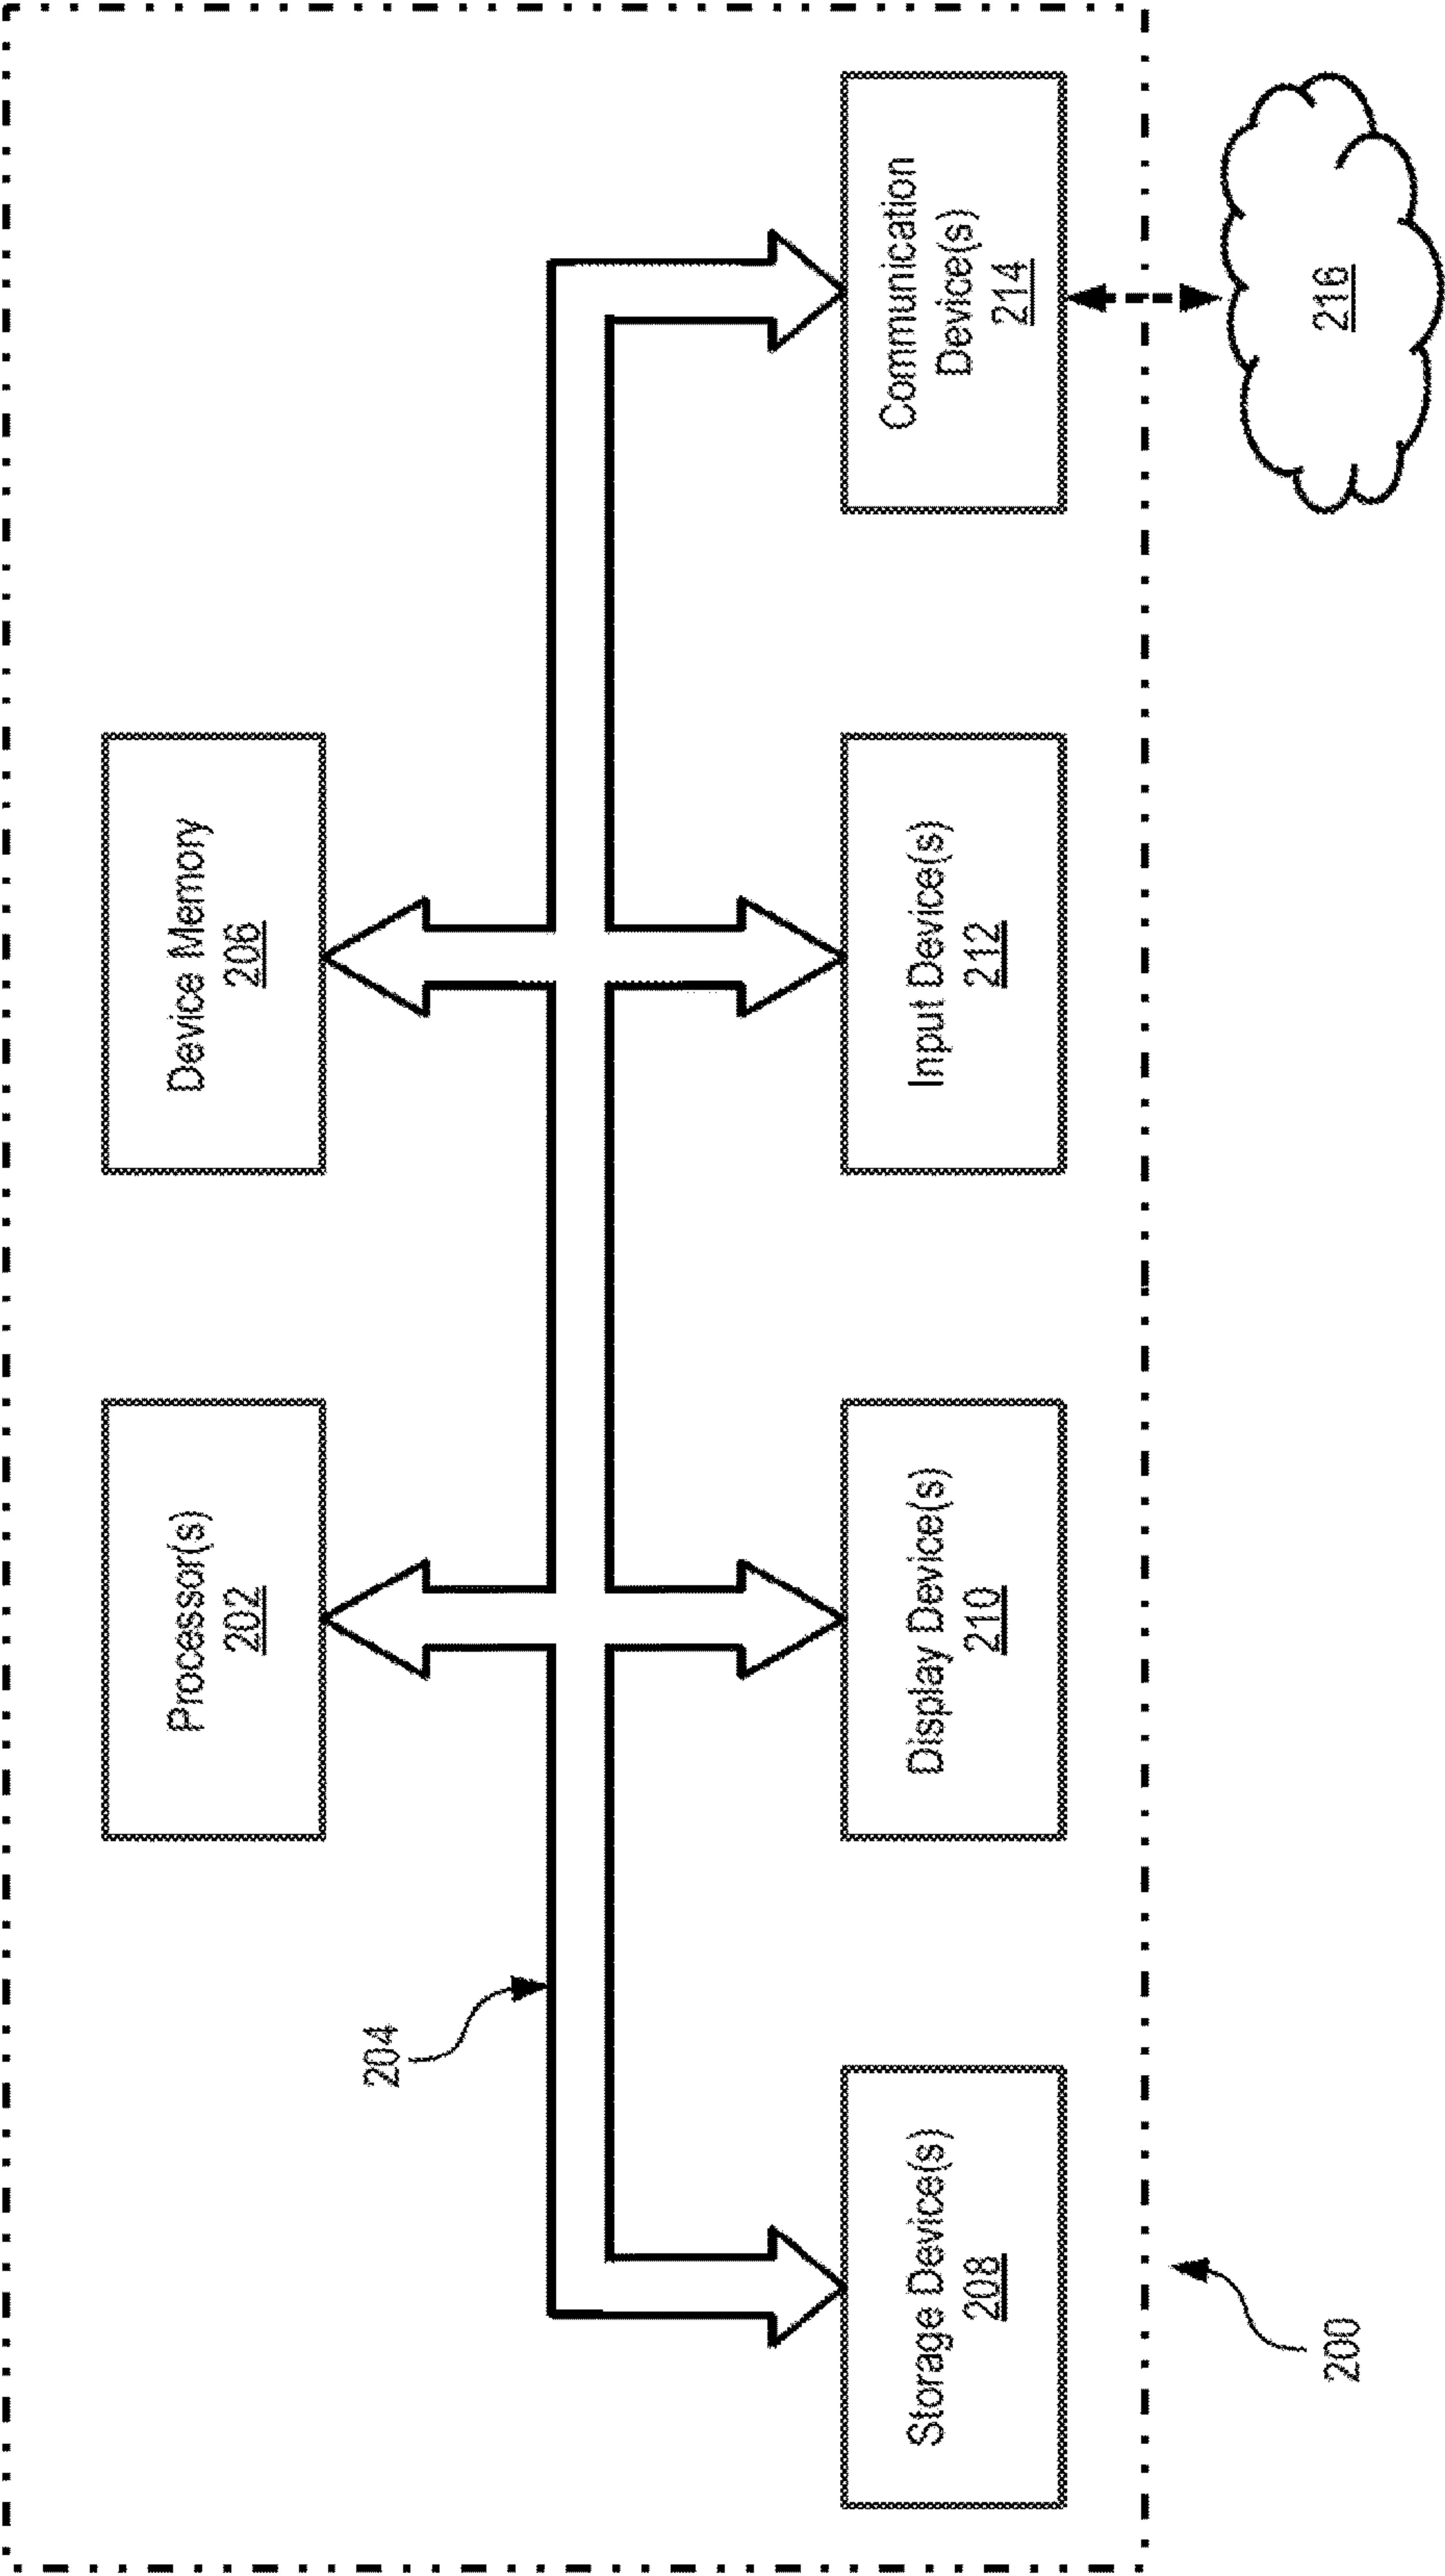 Processor(s)
202
Device Memory
206
204
Storage Device(s)
208
Display Device(s)
210
Input Device(s)
212
Communication
Device(s)
214
200
216